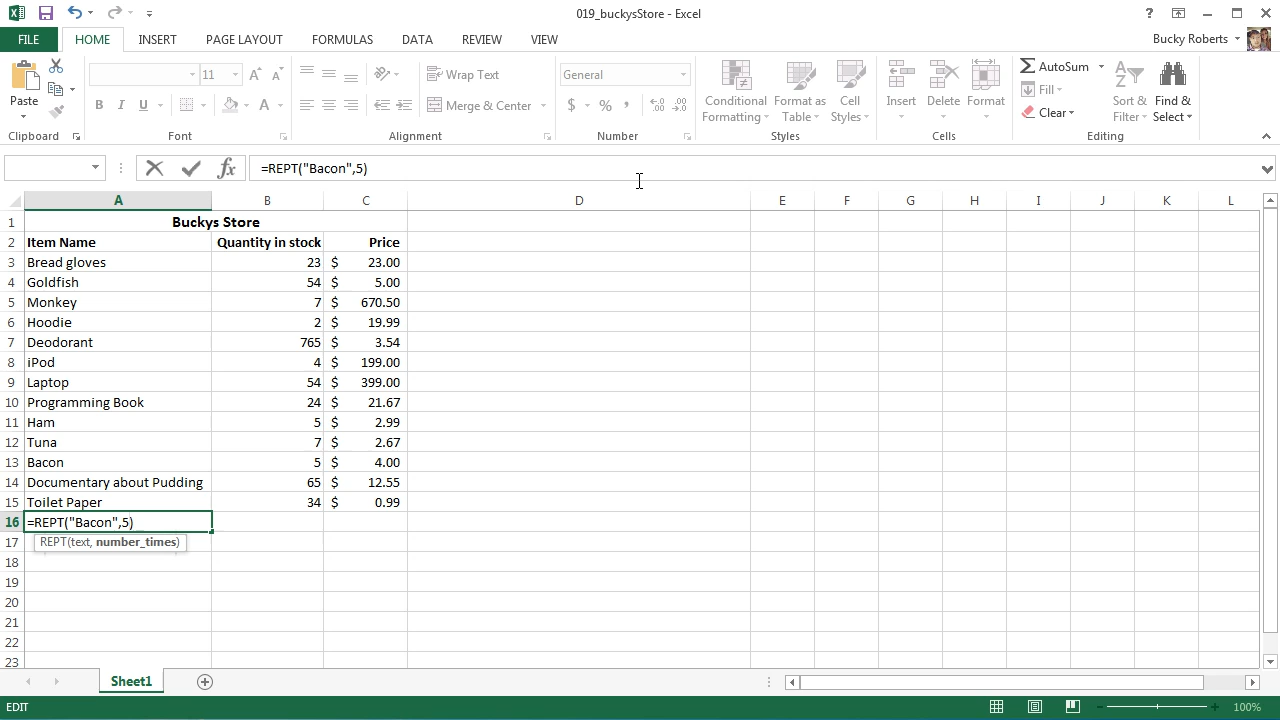 019_buckysStore - Excel
?
FILE HOME INSERT PAGE LAYOUT FORMULAS DATA REVIEW VIEW Bucky Roberts
Paste
11
B I U
A A
A
Wrap Text
Merge & Center
General
$ % ,
Conditional Formatting
Format as Table
Cell Styles
Insert Delete Format
AutoSum
Fill
Clear
Sort & Filter
Find & Select
Clipboard Font Alignment Number Styles Cells Editing
fx =REPT("Bacon",5)
A B C D E F G H I J K L
1 Buckys Store
2 Item Name Quantity in stock Price
3 Bread gloves 23 $ 23.00
4 Goldfish 54 $ 5.00
5 Monkey 7 $ 670.50
6 Hoodie 2 $ 19.99
7 Deodorant 765 $ 3.54
8 iPod 4 $ 199.00
9 Laptop 54 $ 399.00
10 Programming Book 24 $ 21.67
11 Ham 5 $ 2.99
12 Tuna 7 $ 2.67
13 Bacon 5 $ 4.00
14 Documentary about Pudding 65 $ 12.55
15 Toilet Paper 34 $ 0.99
16 =REPT("Bacon",5)
17 REPT(text, number_times)
18
19
20
21
22
23
Sheet1
EDIT 100%